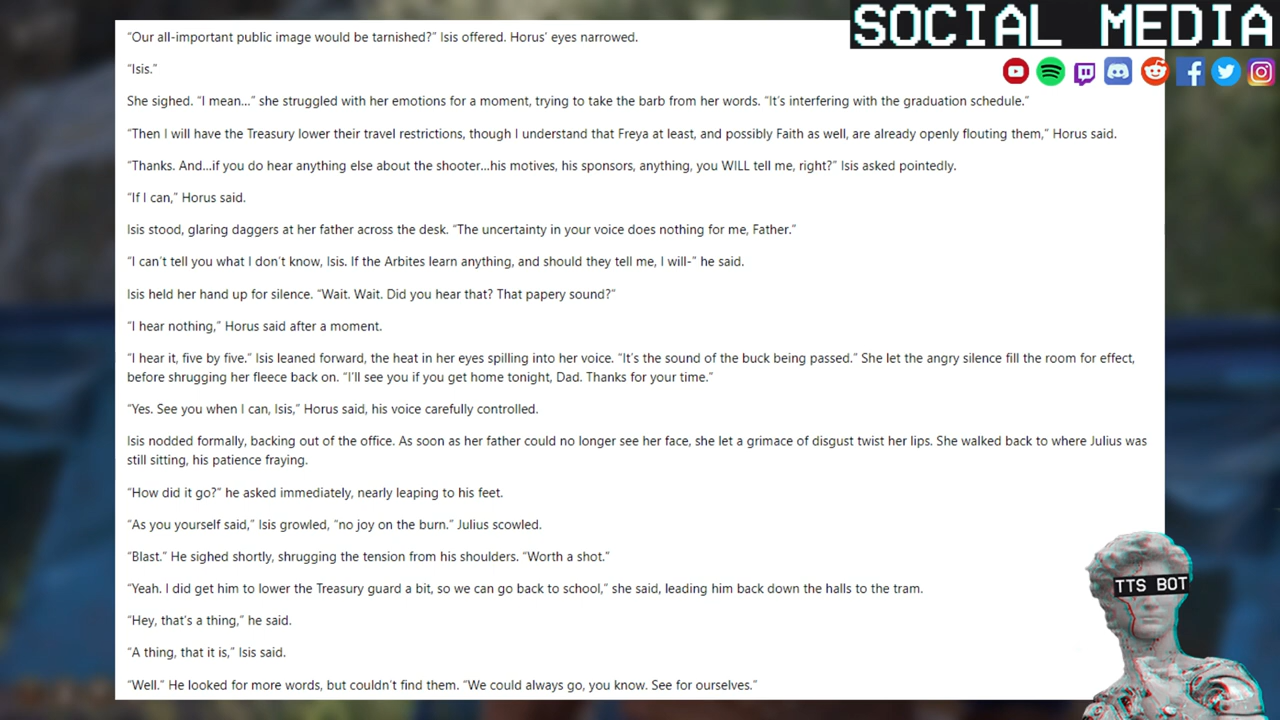 SOCIAL MEDIA
“Our all-important public image would be tarnished?” Isis offered. Horus’ eyes narrowed.
“Isis.”
She sighed. “I mean…” she struggled with her emotions for a moment, trying to take the barb from her words. “It’s interfering with the graduation schedule.”
“Then I will have the Treasury lower their travel restrictions, though I understand that Freya at least, and possibly Faith as well, are already openly flouting them,” Horus said.
“Thanks. And…if you do hear anything else about the shooter…his motives, his sponsors, anything, you WILL tell me, right?” Isis asked pointedly.
“If I can,” Horus said.
Isis stood, glaring daggers at her father across the desk. “The uncertainty in your voice does nothing for me, Father.”
“I can’t tell you what I don’t know, Isis. If the Arbites learn anything, and should they tell me, I will-” he said.
Isis held her hand up for silence. “Wait. Wait. Did you hear that? That papery sound?”
“I hear nothing,” Horus said after a moment.
“I hear it, five by five.” Isis leaned forward, the heat in her eyes spilling into her voice. “It’s the sound of the buck being passed.” She let the angry silence fill the room for effect,
before shrugging her fleece back on. “I’ll see you if you get home tonight, Dad. Thanks for your time.”
“Yes. See you when I can, Isis,” Horus said, his voice carefully controlled.
Isis nodded formally, backing out of the office. As soon as her father could no longer see her face, she let a grimace of disgust twist her lips. She walked back to where Julius was
still sitting, his patience fraying.
“How did it go?” he asked immediately, nearly leaping to his feet.
“As you yourself said,” Isis growled, “no joy on the burn.” Julius scowled.
“Blast.” He sighed shortly, shrugging the tension from his shoulders. “Worth a shot.”
“Yeah. I did get him to lower the Treasury guard a bit, so we can go back to school,” she said, leading him back down the halls to the tram.
“Hey, that’s a thing,” he said.
“A thing, that it is,” Isis said.
“Well.” He looked for more words, but couldn’t find them. “We could always go, you know. See for ourselves.”
TTS BOT